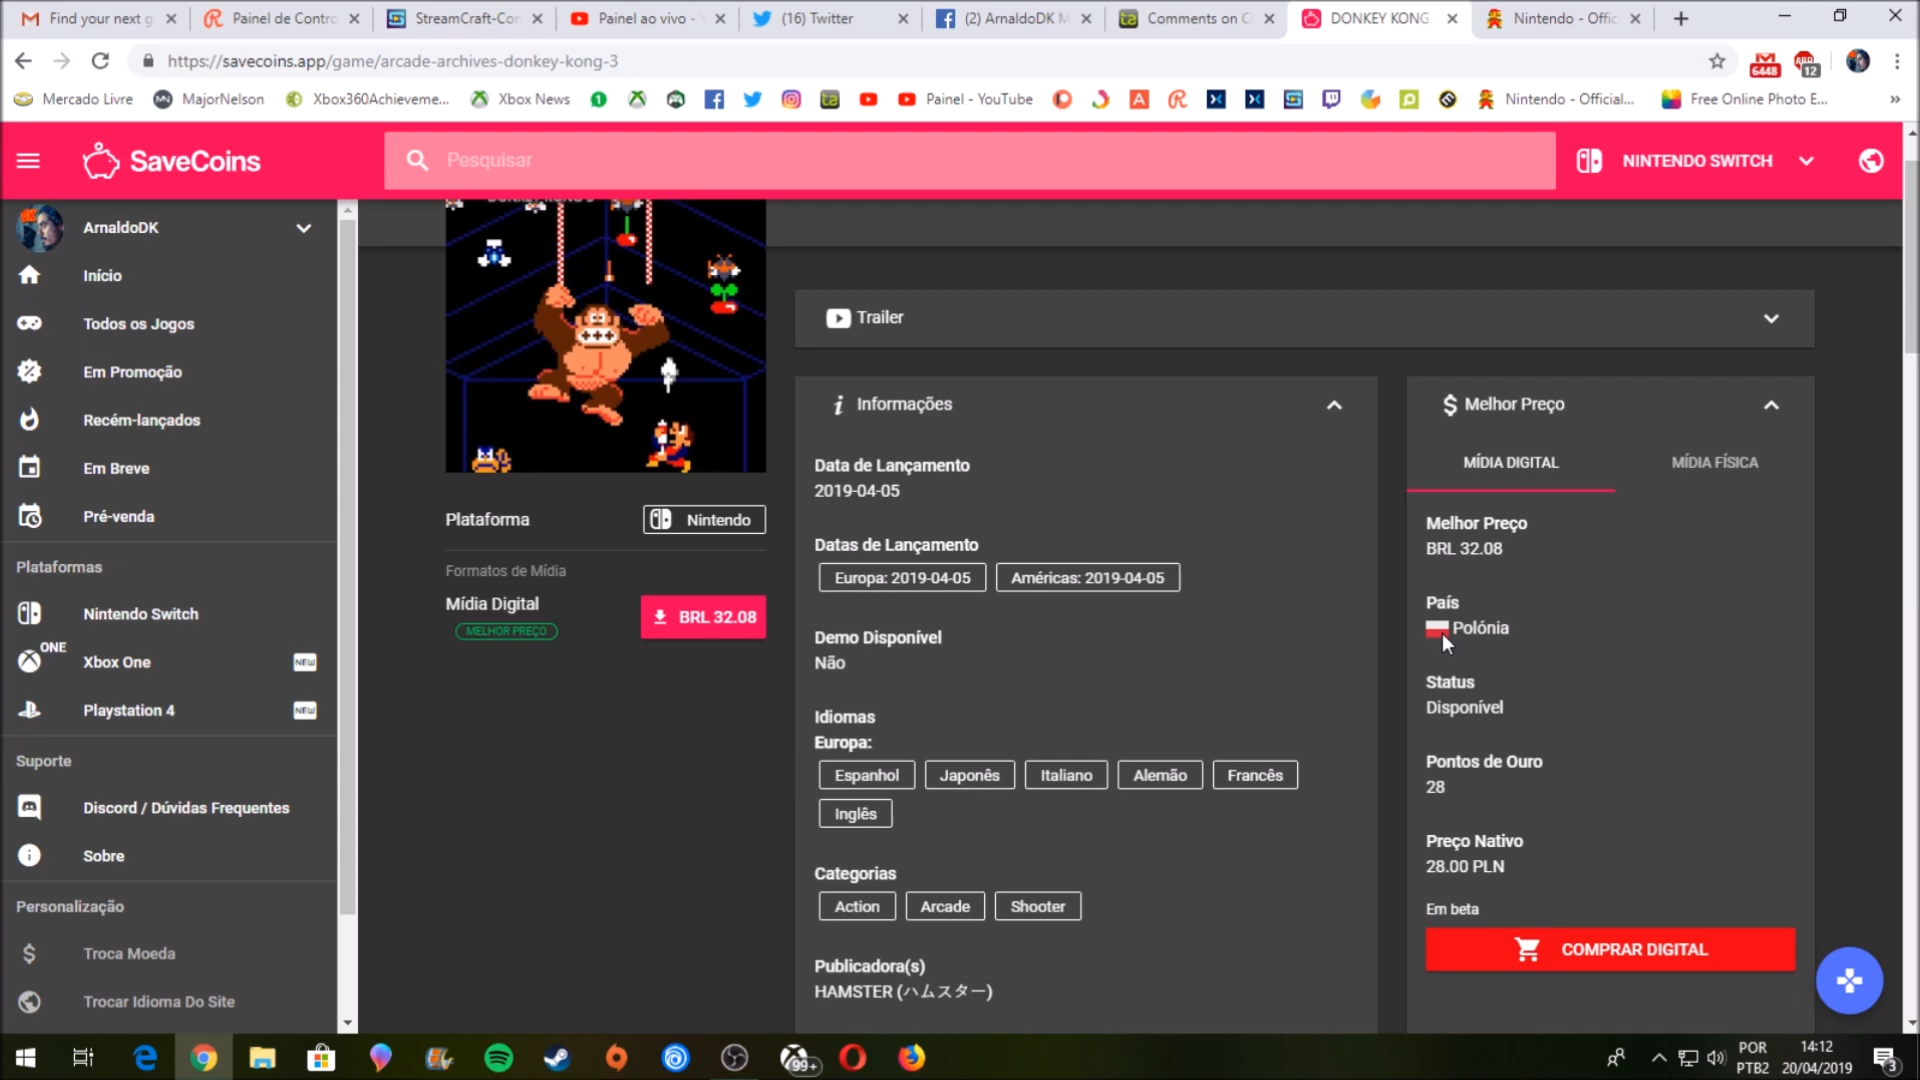 Find your next g
Painel de Contro
StreamCraft-Con
Painel ao vivo - Y
(16) Twitter
(2) ArnaldoDK M
Comments on C
DONKEY KONG
Nintendo - Offic
https://savecoins.app/game/arcade-archives-donkey-kong-3
6448
12
Mercado Livre
MajorNelson
Xbox360Achieveme...
Xbox News
Painel - YouTube
Nintendo - Official...
Free Online Photo E...
SaveCoins
Pesquisar
NINTENDO SWITCH
ArnaldoDK
Início
Todos os Jogos
Em Promoção
Recém-lançados
Em Breve
Pré-venda
Plataformas
Nintendo Switch
ONE
Xbox One
NEW
Playstation 4
NEW
Suporte
Discord / Dúvidas Frequentes
Sobre
Personalização
Troca Moeda
Trocar Idioma Do Site
Plataforma
Nintendo
Formatos de Mídia
Mídia Digital
MELHOR PREÇO
BRL 32.08
Trailer
Informações
Data de Lançamento
2019-04-05
Datas de Lançamento
Europa: 2019-04-05
Américas: 2019-04-05
Demo Disponível
Não
Idiomas
Europa:
Espanhol
Japonês
Italiano
Alemão
Francês
Inglês
Categorias
Action
Arcade
Shooter
Publicadora(s)
HAMSTER (ハムスター)
Melhor Preço
MÍDIA DIGITAL
MÍDIA FÍSICA
Melhor Preço
BRL 32.08
País
Polónia
Status
Disponível
Pontos de Ouro
28
Preço Nativo
28.00 PLN
Em beta
COMPRAR DIGITAL
99+
POR
PTB2
14:12
20/04/2019
3